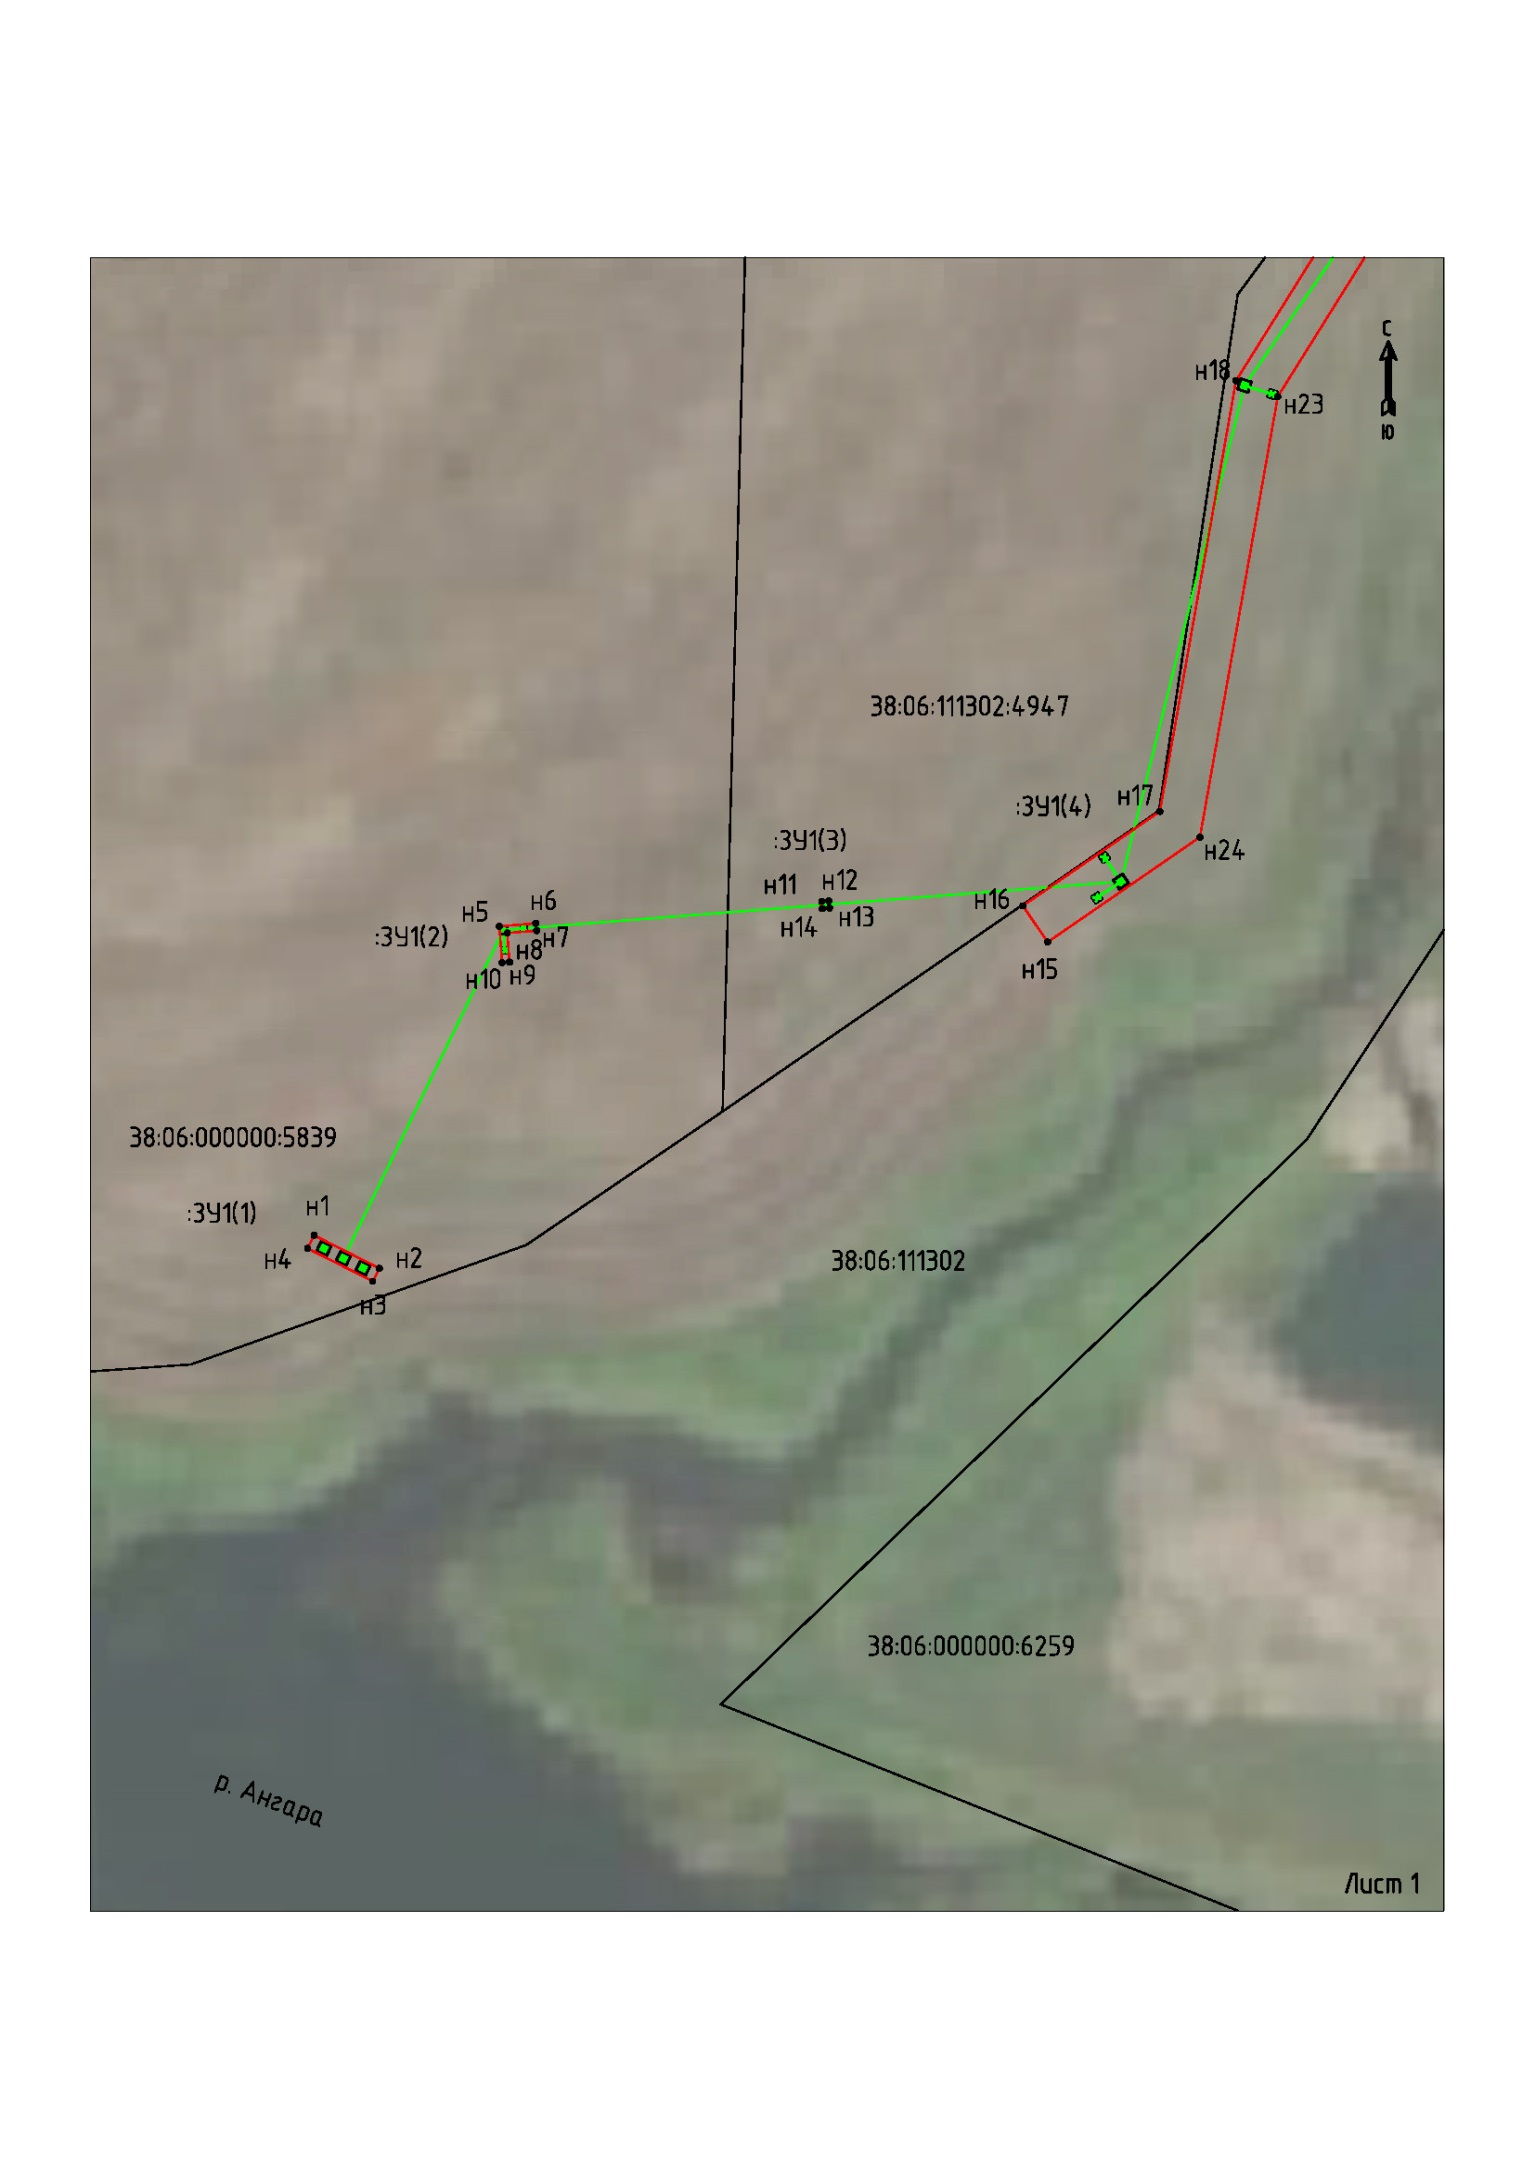 С
н18
н23
Ю
38:06:111302:4947
н17
:ЗУ1(4)
:ЗУ1(3)
н24
н11
н12
н16
н6
н5
н13
н14
:ЗУ1(2)
н7
н8
н15
н10
н9
38:06:000000:5839
н1
:ЗУ1(1)
н4
н2
38:06:111302
н3
38:06:000000:6259
р. Ангара
Лист 1